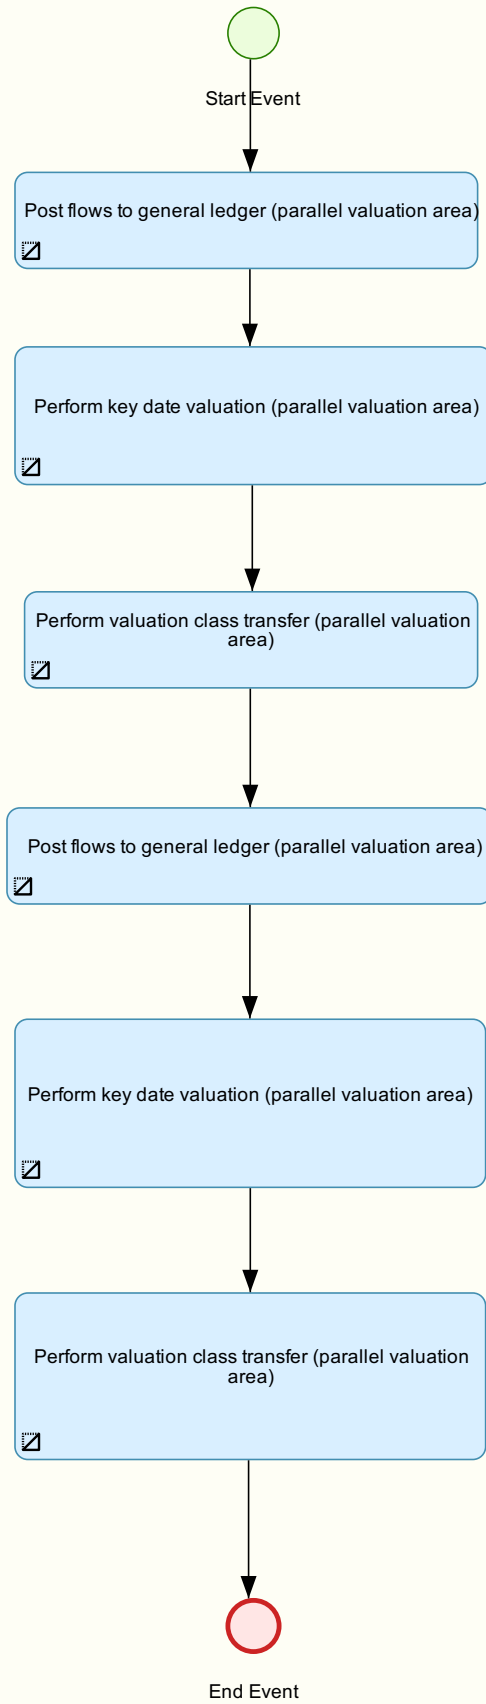 Start Event
Post flows to general ledger (parallel valuation area)
Perform key date valuation (parallel valuation area)
Perform valuation class transfer (parallel valuation
area)
Post flows to general ledger (parallel valuation area)
Perform key date valuation (parallel valuation area)
Perform valuation class transfer (parallel valuation
area)
End Event